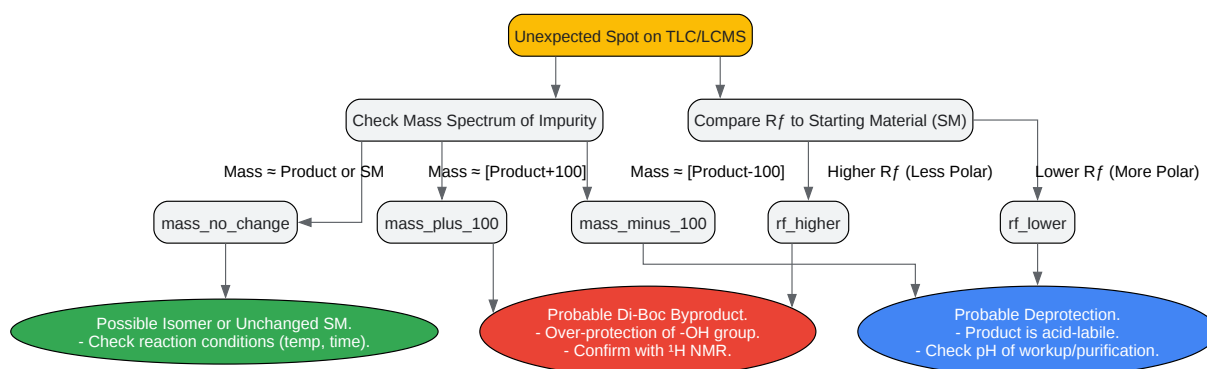 Unexpected Spot on TLC/LCMS
Check Mass Spectrum of Impurity
Compare Rƒ to Starting Material (SM)
Mass ≈ Product or SM
Mass ≈ [Product+100]
Mass ≈ [Product-100]
Higher Rƒ (Less Polar)
Lower Rƒ (More Polar)
mass_no_change
mass_plus_100
mass_minus_100
rf_higher
rf_lower
Possible Isomer or Unchanged SM.
- Check reaction conditions (temp, time).
Probable Di-Boc Byproduct.
- Over-protection of -OH group.
- Confirm with ¹H NMR.
Probable Deprotection.
- Product is acid-labile.
- Check pH of workup/purification.